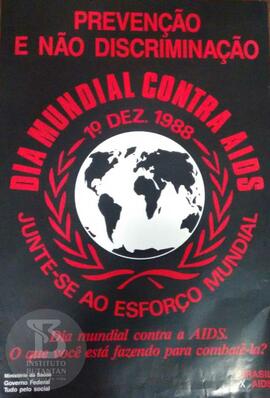 PREVENÇÃO
E NÃO DISCRIMINAÇÃO
DIA MUNDIAL CONTRA AIDS
1º DEZ. 1988
JUNTE-SE AO ESFORÇO MUNDIAL
Dia mundial contra a AIDS.
O que você está fazendo para combatê-la?
Ministério da Saúde
Governo Federal
Tudo pelo social
INSTITUTO
BUTANTAN
BRASIL
X AIDS